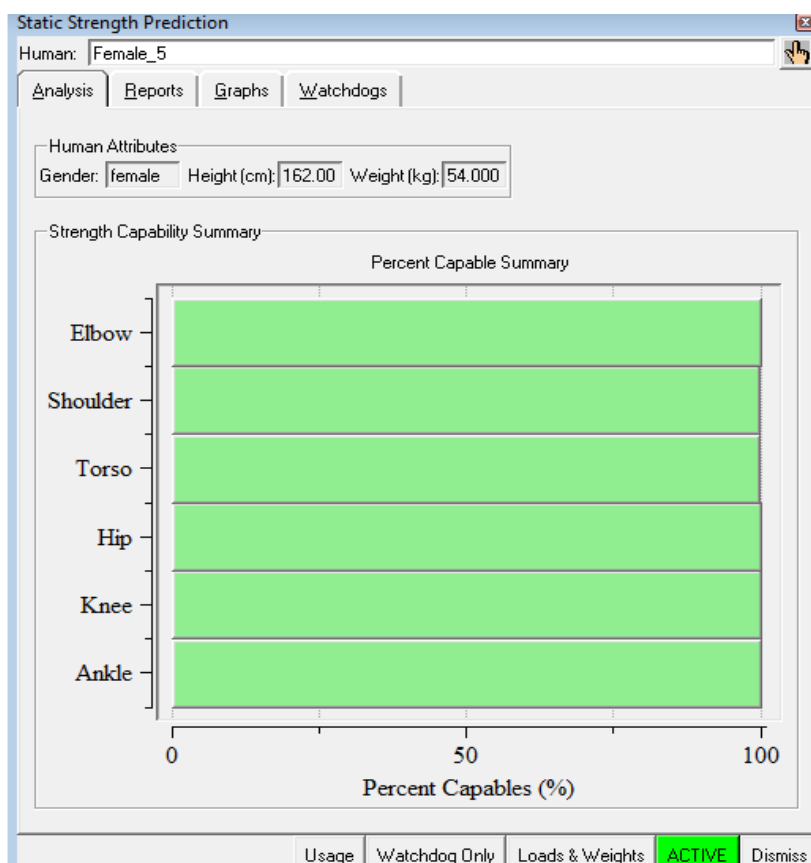 Static Strength Prediction
Human: Female_5
Analysis Reports Graphs Watchdogs
Human Attributes
Gender: female Height (cm): 162.00 Weight (kg): 54.000
Strength Capability Summary
Percent Capable Summary
Elbow
Shoulder
Torso
Hip
Knee
Ankle
0 50 100
Percent Capables (%)
Usage Watchdog Only Loads & Weights ACTIVE Dismiss